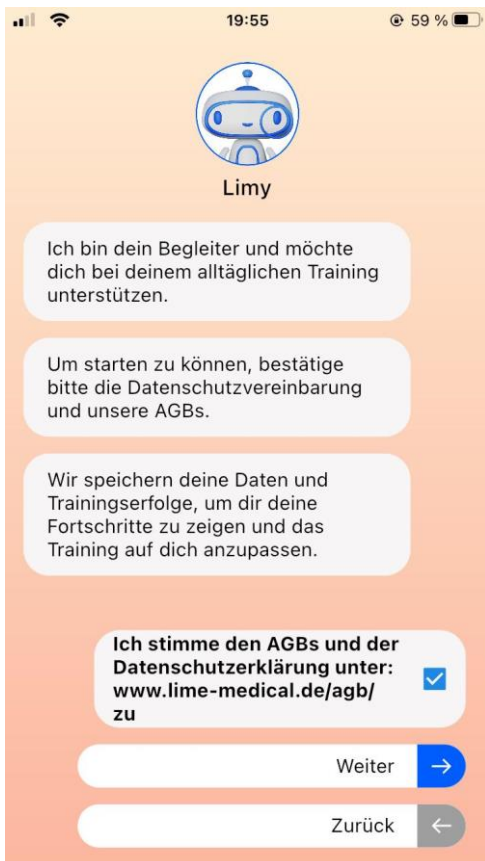 19:55
59 %
Limy
Ich bin dein Begleiter und möchte
dich bei deinem alltäglichen Training
unterstützen.
Um starten zu können, bestätige
bitte die Datenschutzvereinbarung
und unsere AGBs.
Wir speichern deine Daten und
Trainingserfolge, um dir deine
Fortschritte zu zeigen und das
Training auf dich anzupassen.
Ich stimme den AGBs und der
Datenschutzerklärung unter:
www.lime-medical.de/agb/
zu
Weiter
Zurück